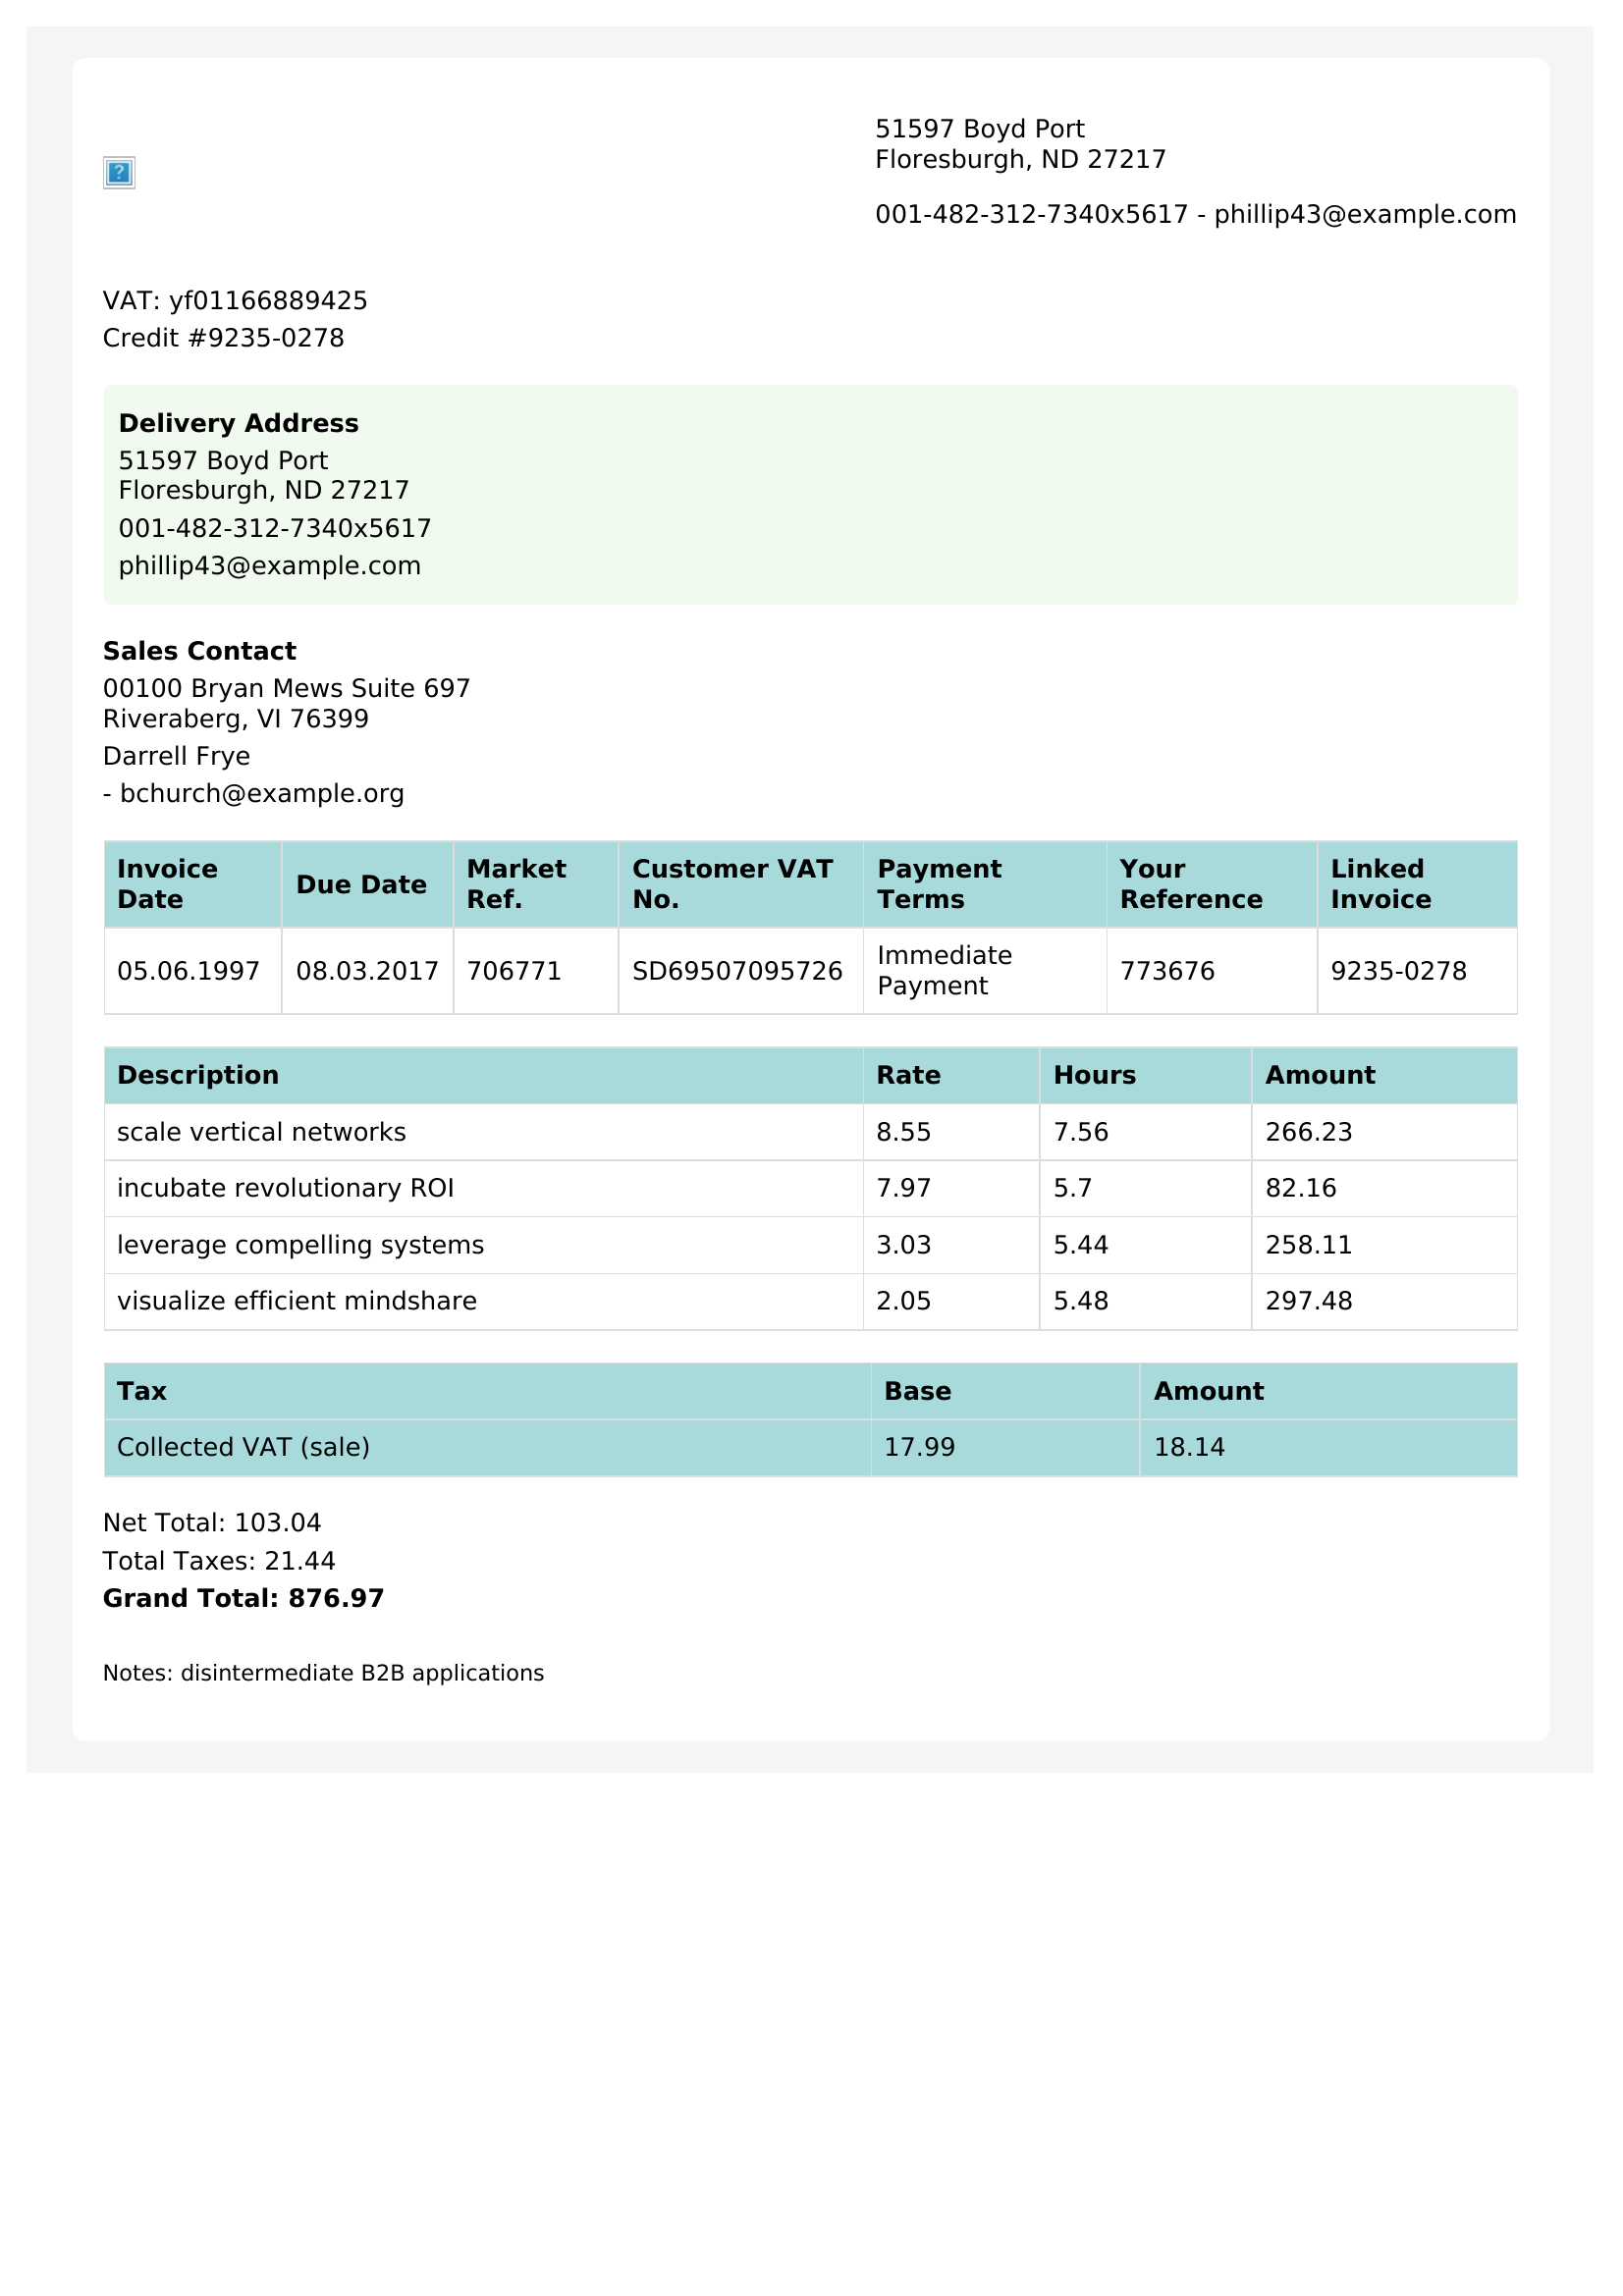 51597 Boyd Port
Floresburgh, ND 27217
001-482-312-7340x5617 - phillip43@example.com
VAT: yf01166889425
Credit #9235-0278
Delivery Address
51597 Boyd Port
Floresburgh, ND 27217
001-482-312-7340x5617
phillip43@example.com
Sales Contact
00100 Bryan Mews Suite 697
Riveraberg, VI 76399
Darrell Frye
- bchurch@example.org
Invoice Date Due Date Market Ref. Customer VAT No. Payment Terms Your Reference Linked Invoice
05.06.1997 08.03.2017 706771 SD69507095726 Immediate Payment 773676 9235-0278
Description Rate Hours Amount
scale vertical networks 8.55 7.56 266.23
incubate revolutionary ROI 7.97 5.7 82.16
leverage compelling systems 3.03 5.44 258.11
visualize efficient mindshare 2.05 5.48 297.48
Tax Base Amount
Collected VAT (sale) 17.99 18.14
Net Total: 103.04
Total Taxes: 21.44
Grand Total: 876.97
Notes: disintermediate B2B applications